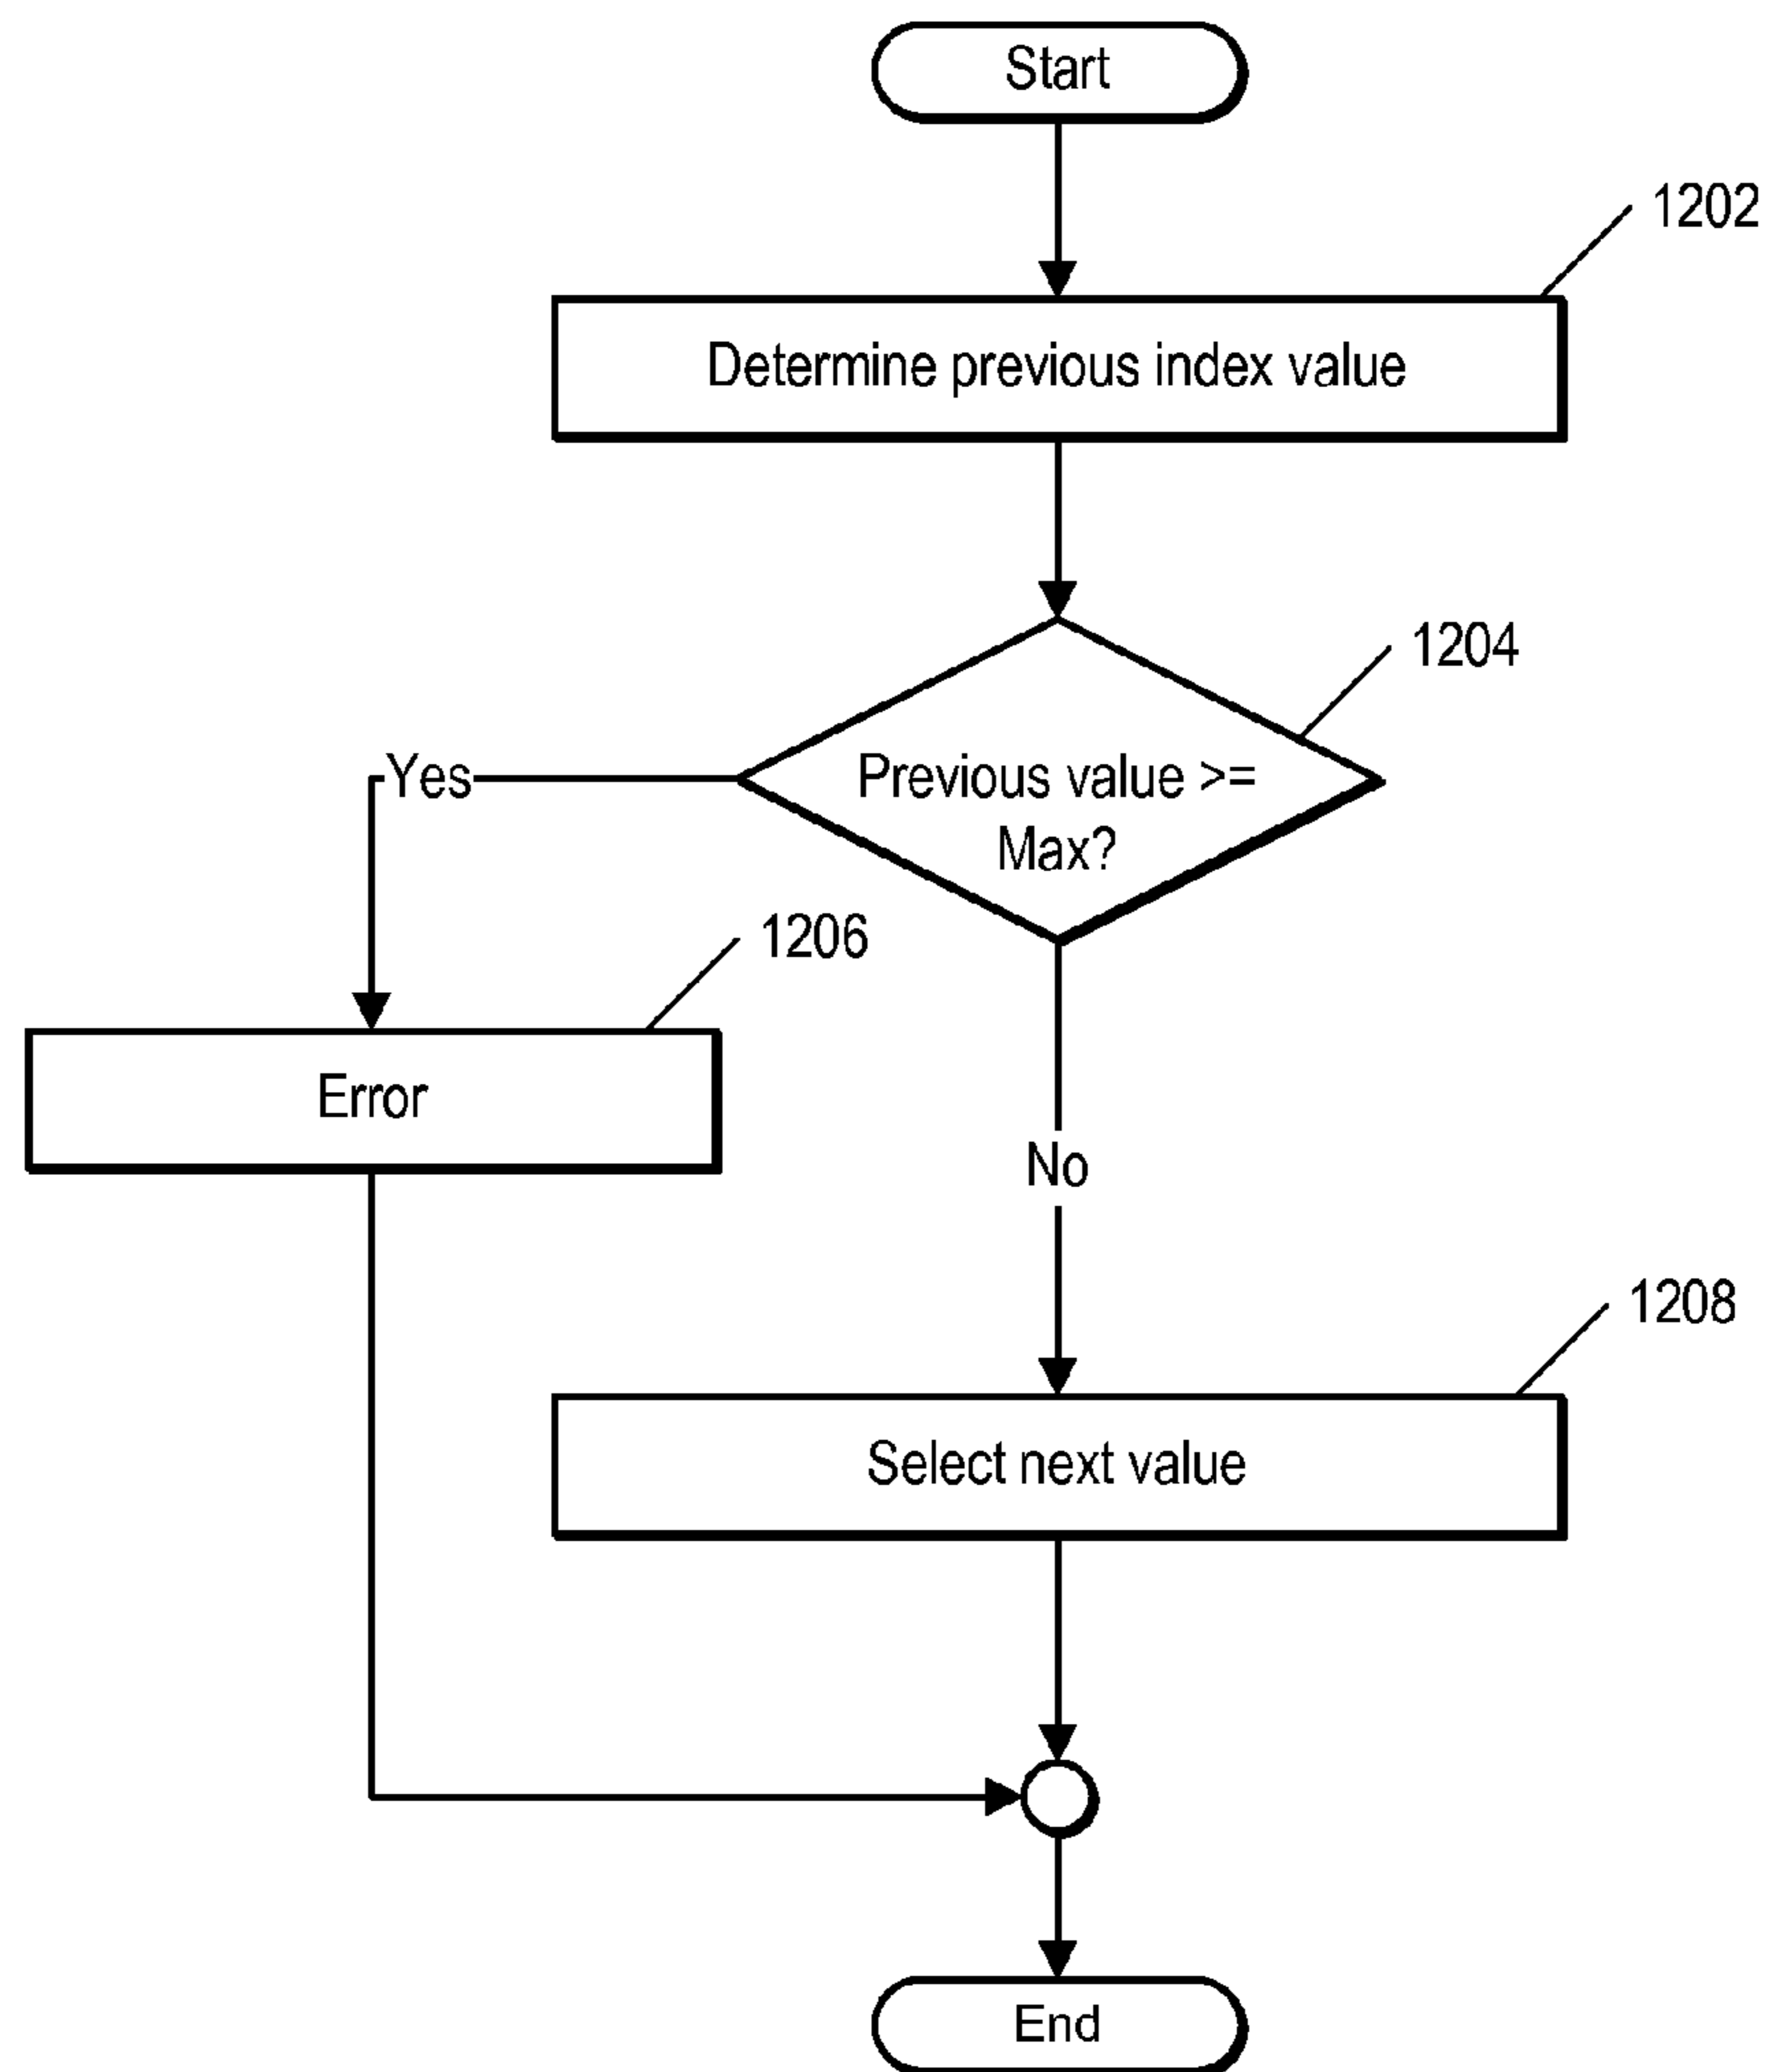 Start
1202
Determine previous index value
1204
Yes
Previous value >=
Max?
1206
Error
No
1208
Select next value
End